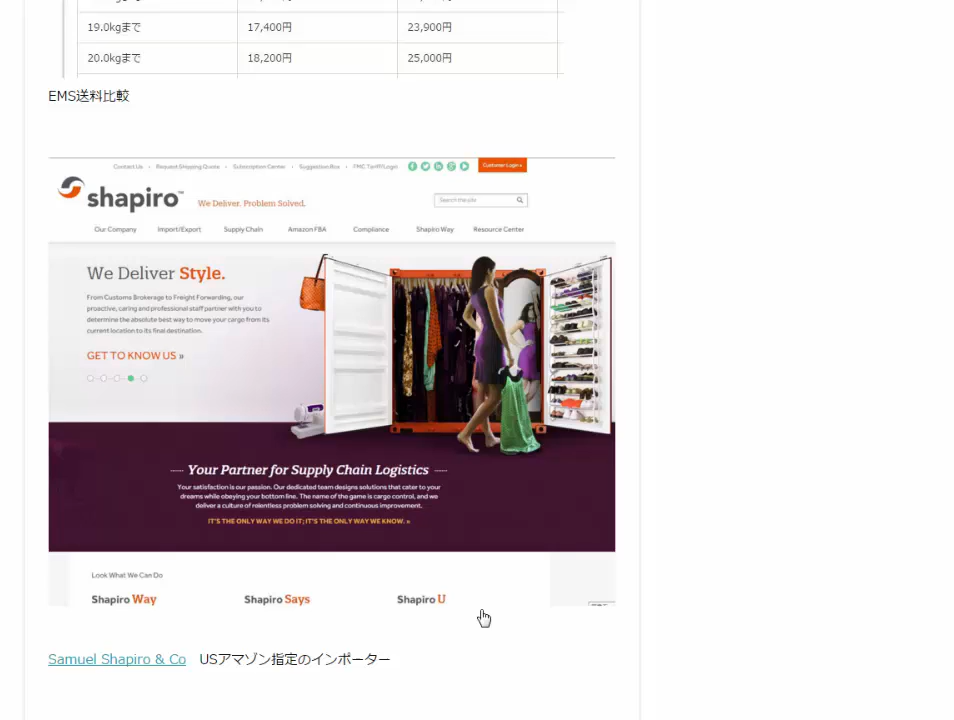 19.0kgまで 17,400円 23,900円
20.0kgまで 18,200円 25,000円
EMS送料比較
Contact Us • Request Shipping Quote • Subscription Center • Suggestion Box • FMC Tariff/Login Customer Login »
shapiro™ We Deliver. Problem Solved. Search the site
Our Company Import/Export Supply Chain Amazon FBA Compliance Shapiro Way Resource Center
We Deliver Style.
From Customs Brokerage to Freight Forwarding, our
proactive, caring and professional staff partner with you to
determine the absolute best way to move your cargo from its
current location to its final destination.
GET TO KNOW US »
Your Partner for Supply Chain Logistics
Your satisfaction is our passion. Our dedicated team designs solutions that cater to your
dreams while obeying your bottom line. The name of the game is cargo control, and we
deliver a culture of relentless problem solving and continuous improvement.
IT'S THE ONLY WAY WE DO IT; IT'S THE ONLY WAY WE KNOW. »
Look What We Can Do
Shapiro Way Shapiro Says Shapiro U
Samuel Shapiro & Co USアマゾン指定のインポーター